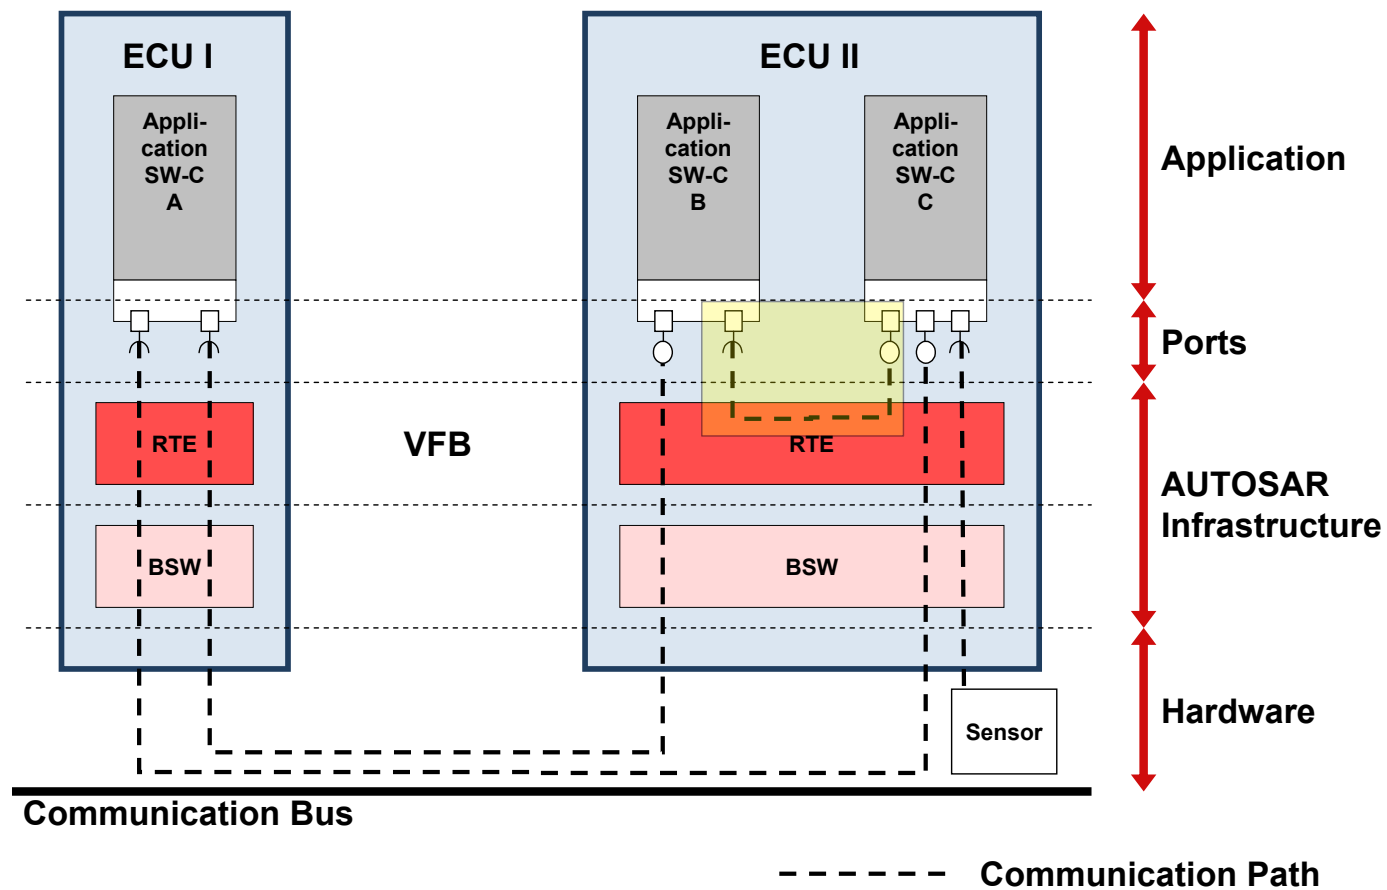 ECU I
ECU II
Appli-
cation
SW-C
A
Appli-
cation
SW-C
B
Appli-
cation
SW-C
C
Application
Ports
RTE
VFB
RTE
AUTOSAR
Infrastructure
BSW
BSW
Hardware
Sensor
Communication Bus
Communication Path